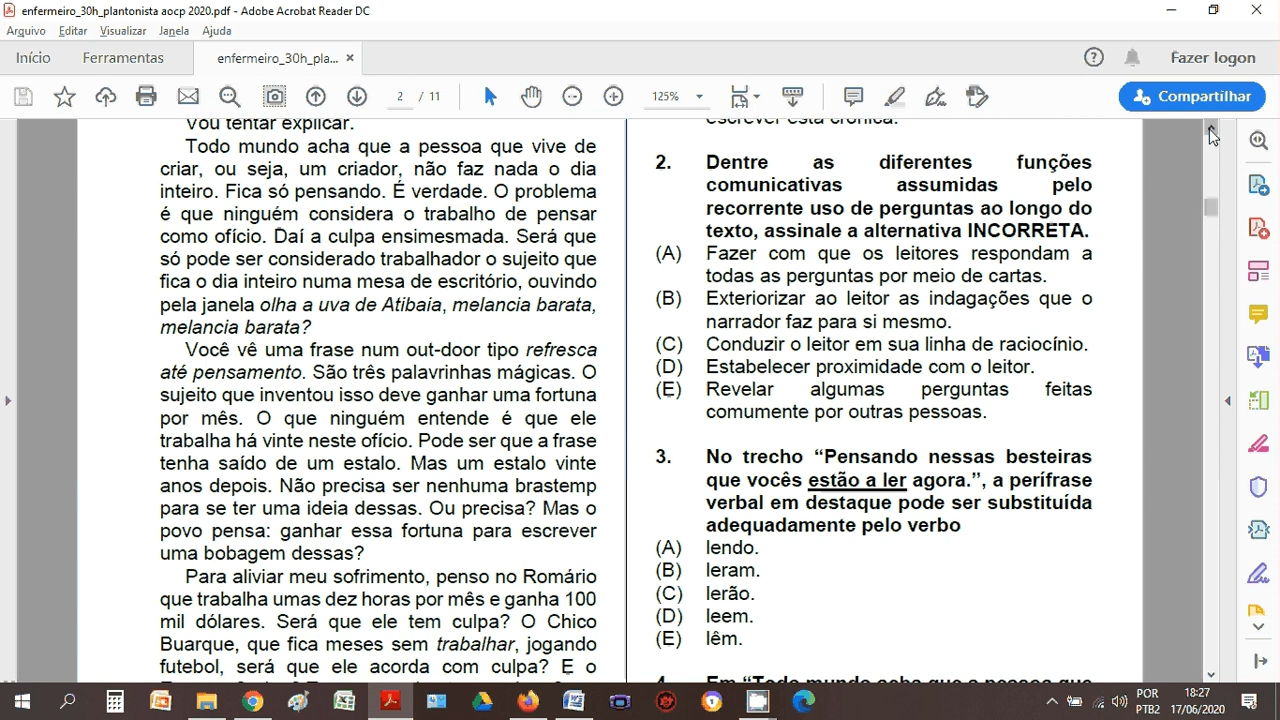 enfermeiro_30h_plantonista aocp 2020.pdf - Adobe Acrobat Reader DC
Arquivo Editar Visualizar Janela Ajuda
Início Ferramentas enfermeiro_30h_pla... × Fazer logon
2 / 11 125% Compartilhar
Vou tentar explicar.
Todo mundo acha que a pessoa que vive de
criar, ou seja, um criador, não faz nada o dia
inteiro. Fica só pensando. É verdade. O problema
é que ninguém considera o trabalho de pensar
como ofício. Daí a culpa ensimesmada. Será que
só pode ser considerado trabalhador o sujeito que
fica o dia inteiro numa mesa de escritório, ouvindo
pela janela olha a uva de Atibaia, melancia barata,
melancia barata?
Você vê uma frase num out-door tipo refresca
até pensamento. São três palavrinhas mágicas. O
sujeito que inventou isso deve ganhar uma fortuna
por mês. O que ninguém entende é que ele
trabalha há vinte neste ofício. Pode ser que a frase
tenha saído de um estalo. Mas um estalo vinte
anos depois. Não precisa ser nenhuma brastemp
para se ter uma ideia dessas. Ou precisa? Mas o
povo pensa: ganhar essa fortuna para escrever
uma bobagem dessas?
Para aliviar meu sofrimento, penso no Romário
que trabalha umas dez horas por mês e ganha 100
mil dólares. Será que ele tem culpa? O Chico
Buarque, que fica meses sem trabalhar, jogando
futebol, será que ele acorda com culpa? E o
escrever esta crônica.
2. Dentre as diferentes funções
comunicativas assumidas pelo
recorrente uso de perguntas ao longo do
texto, assinale a alternativa INCORRETA.
(A) Fazer com que os leitores respondam a
todas as perguntas por meio de cartas.
(B) Exteriorizar ao leitor as indagações que o
narrador faz para si mesmo.
(C) Conduzir o leitor em sua linha de raciocínio.
(D) Estabelecer proximidade com o leitor.
(E) Revelar algumas perguntas feitas
comumente por outras pessoas.
3. No trecho “Pensando nessas besteiras
que vocês estão a ler agora.”, a perífrase
verbal em destaque pode ser substituída
adequadamente pelo verbo
(A) lendo.
(B) leram.
(C) lerão.
(D) leem.
(E) lêm.
4. Em “Todo mundo acha que a pessoa que
POR
PTB2
18:27
17/06/2020